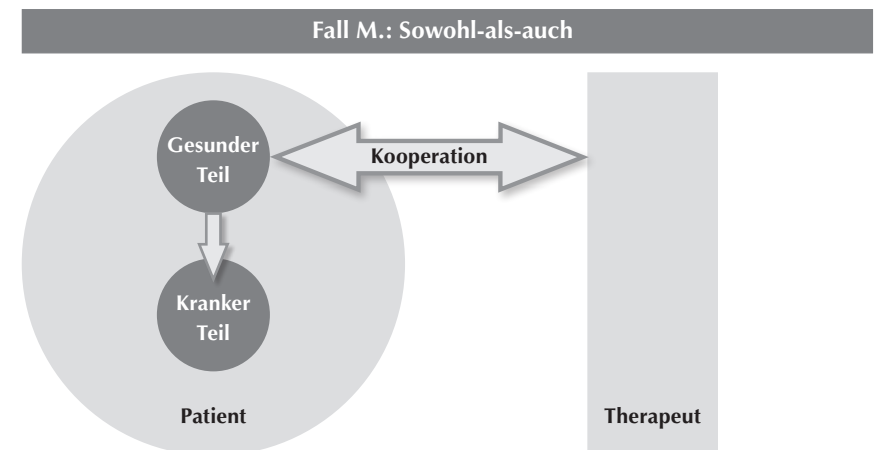 Fall M.: Sowohl-als-auch
Gesunder
Teil
Kooperation
Kranker
Teil
Patient
Therapeut